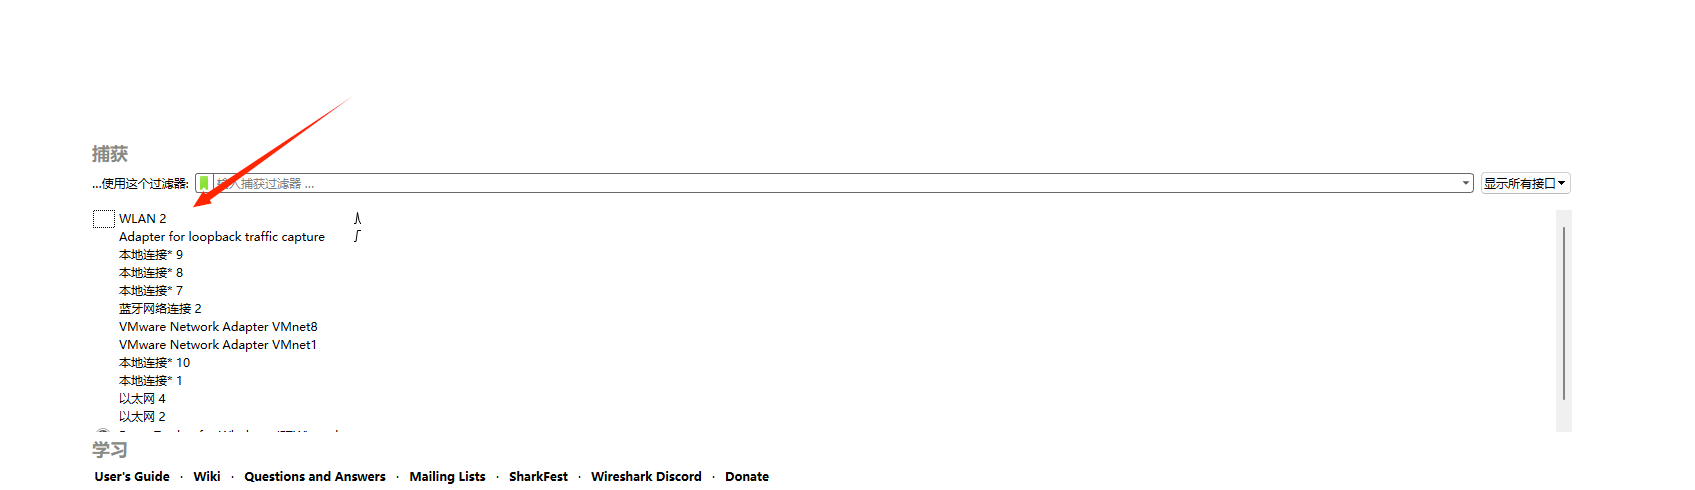 捕获
...使用这个过滤器: 输入捕获过滤器 ... 显示所有接口
WLAN 2
Adapter for loopback traffic capture
本地连接* 9
本地连接* 8
本地连接* 7
蓝牙网络连接 2
VMware Network Adapter VMnet8
VMware Network Adapter VMnet1
本地连接* 10
本地连接* 1
以太网 4
以太网 2
学习
User's Guide · Wiki · Questions and Answers · Mailing Lists · SharkFest · Wireshark Discord · Donate